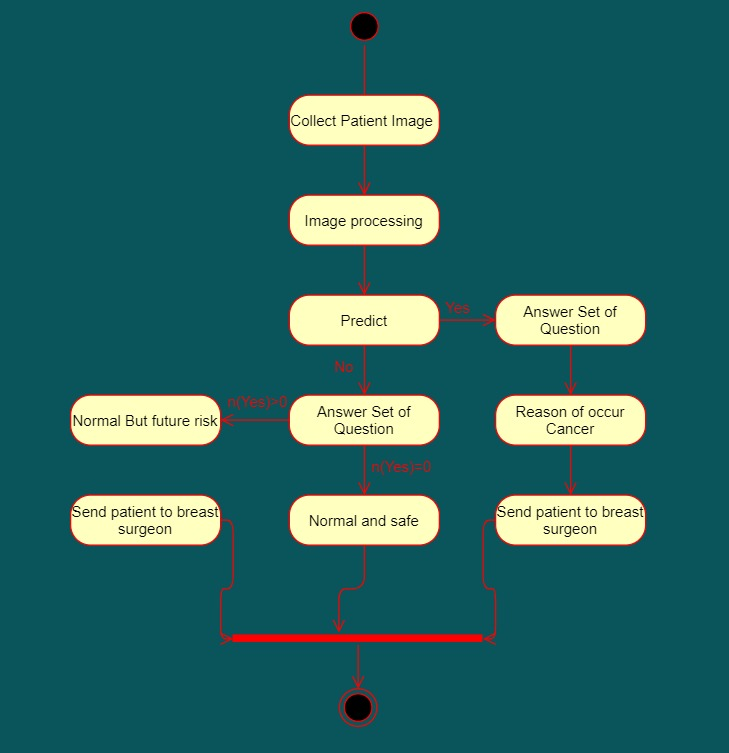 Collect Patient Image
Image processing
Predict
Yes
Answer Set of
Question
No
n(Yes)>0
Normal But future risk
Answer Set of
Question
Reason of occur
Cancer
n(Yes)=0
Send patient to breast
surgeon
Normal and safe
Send patient to breast
surgeon